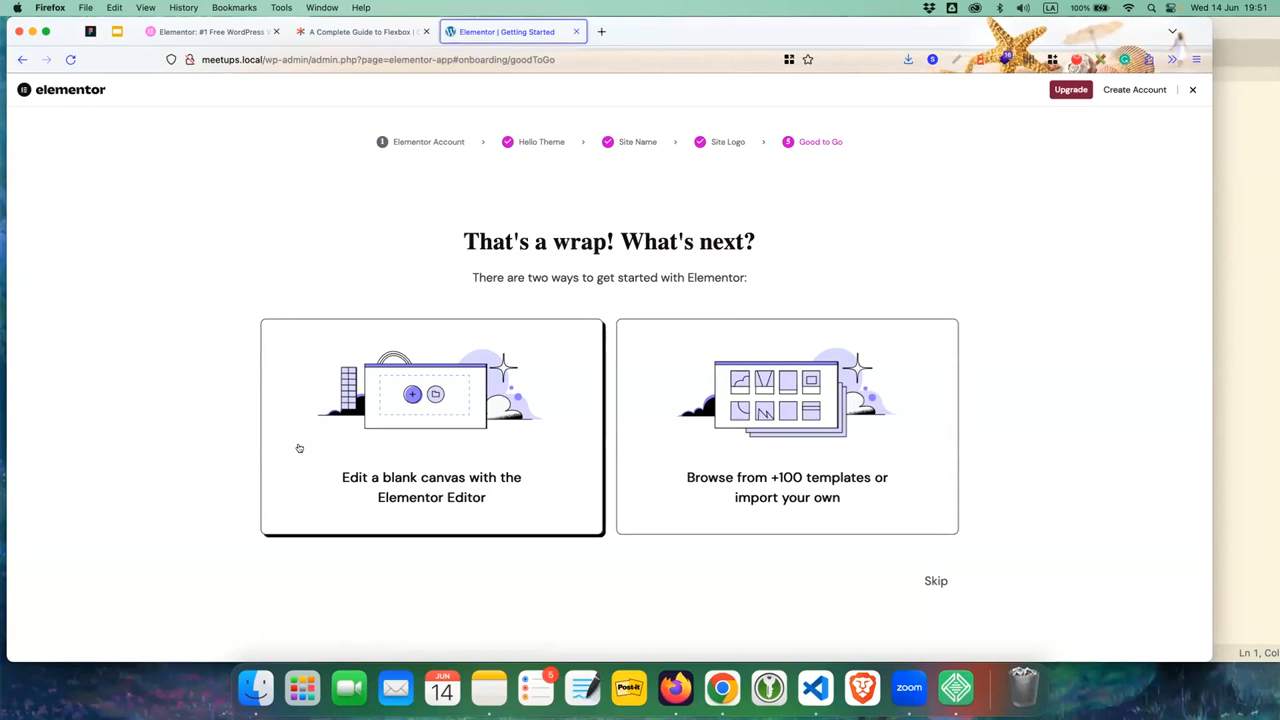 Firefox File Edit View History Bookmarks Tools Window Help
LA 100% Wed 14 Jun 19:51
Elementor: #1 Free WordPress
A Complete Guide to Flexbox |
Elementor | Getting Started
meetups.local/wp-admin/admin.php?page=elementor-app#onboarding/goodToGo
elementor
Upgrade Create Account
1 Elementor Account Hello Theme Site Name Site Logo 5 Good to Go
That's a wrap! What's next?
There are two ways to get started with Elementor:
Edit a blank canvas with the
Elementor Editor
Browse from +100 templates or
import your own
Skip
Ln 1, Col
5
JUN
14
Post-it
zoom